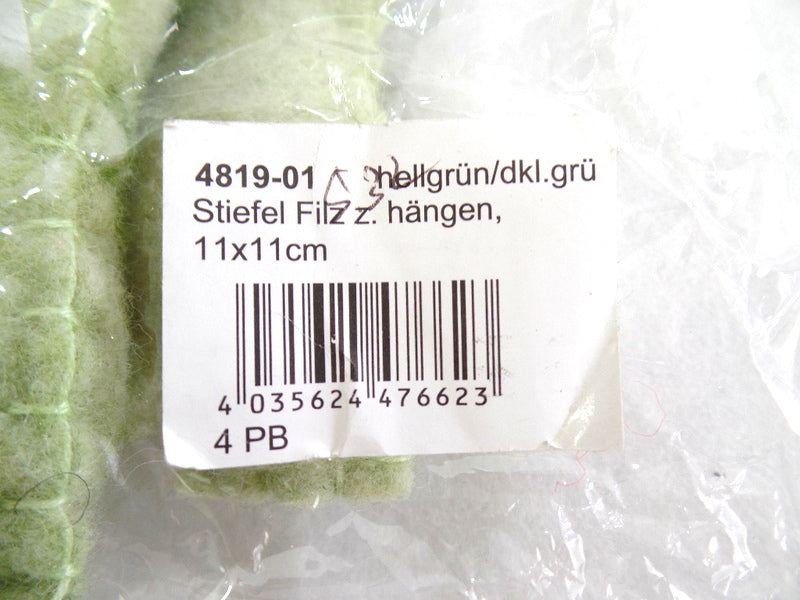 4819-01 hellgrün/dkl.grü
Stiefel Filz z. hängen,
11x11cm
4 035624 476623
4 PB